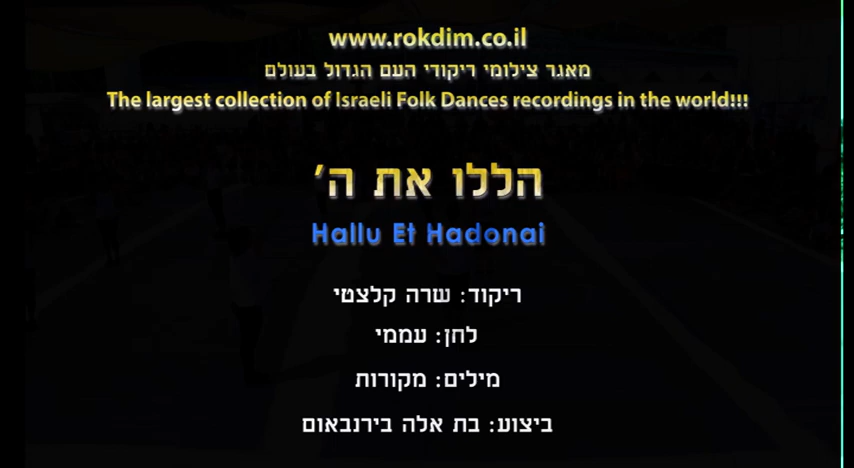 www.rokdim.co.il
מאגר צילומי ריקודי העם הגדול בעולם
The largest collection of Israeli Folk Dances recordings in the world!!!
הללו את ה'
Hallu Et Hadonai
ריקוד: שרה קלצטי
לחן: עממי
מילים: מקורות
ביצוע: בת אלה בירנבאום